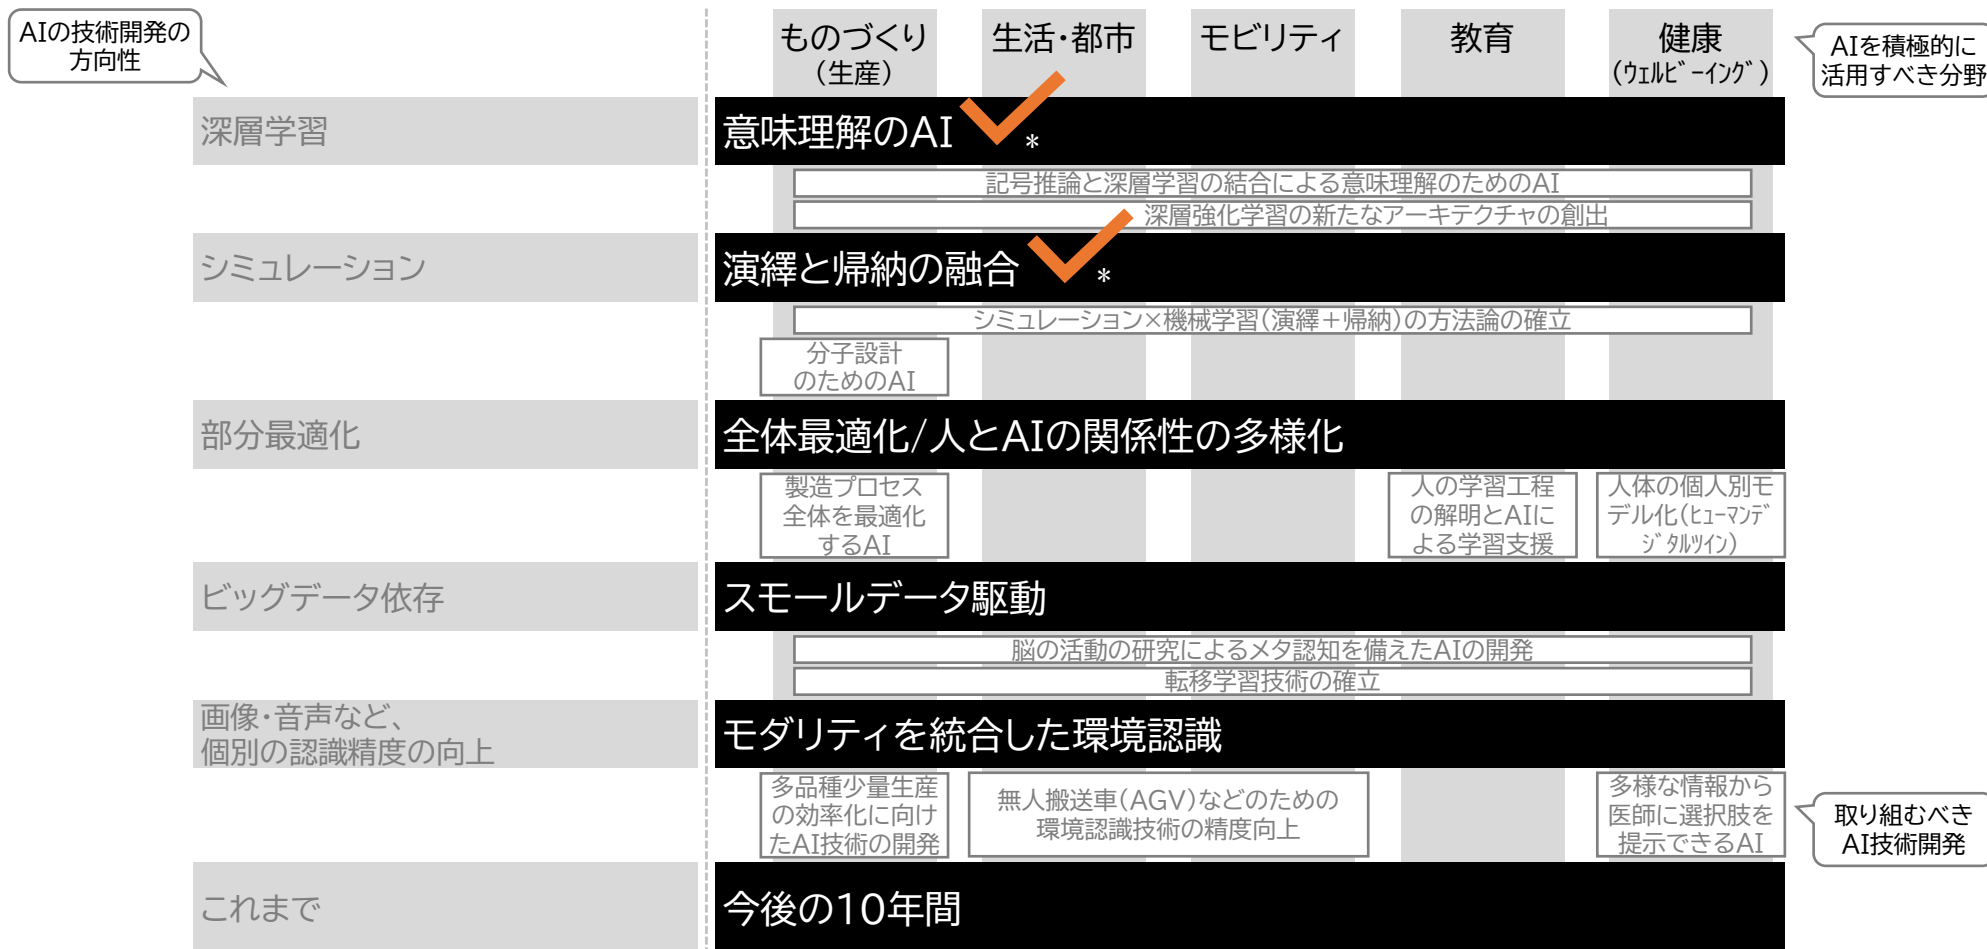 AIの技術開発の
方向性
ものづくり
(生産)
生活・都市
モビリティ
教育
健康
(ｳｪﾙﾋﾞｰｲﾝｸﾞ)
AIを積極的に
活用すべき分野
深層学習
意味理解のAI
*
記号推論と深層学習の結合による意味理解のためのAI
深層強化学習の新たなアーキテクチャの創出
シミュレーション
演繹と帰納の融合
*
シミュレーション×機械学習(演繹＋帰納)の方法論の確立
分子設計
のためのAI
部分最適化
全体最適化/人とAIの関係性の多様化
製造プロセス
全体を最適化
するAI
人の学習工程
の解明とAIに
よる学習支援
人体の個人別モ
デル化(ﾋｭｰﾏﾝﾃﾞ
ｼﾞﾀﾙﾂｲﾝ)
ビッグデータ依存
スモールデータ駆動
脳の活動の研究によるメタ認知を備えたAIの開発
転移学習技術の確立
画像・音声など、
個別の認識精度の向上
モダリティを統合した環境認識
多品種少量生産
の効率化に向け
たAI技術の開発
無人搬送車(AGV)などのための
環境認識技術の精度向上
多様な情報から
医師に選択肢を
提示できるAI
取り組むべき
AI技術開発
これまで
今後の10年間